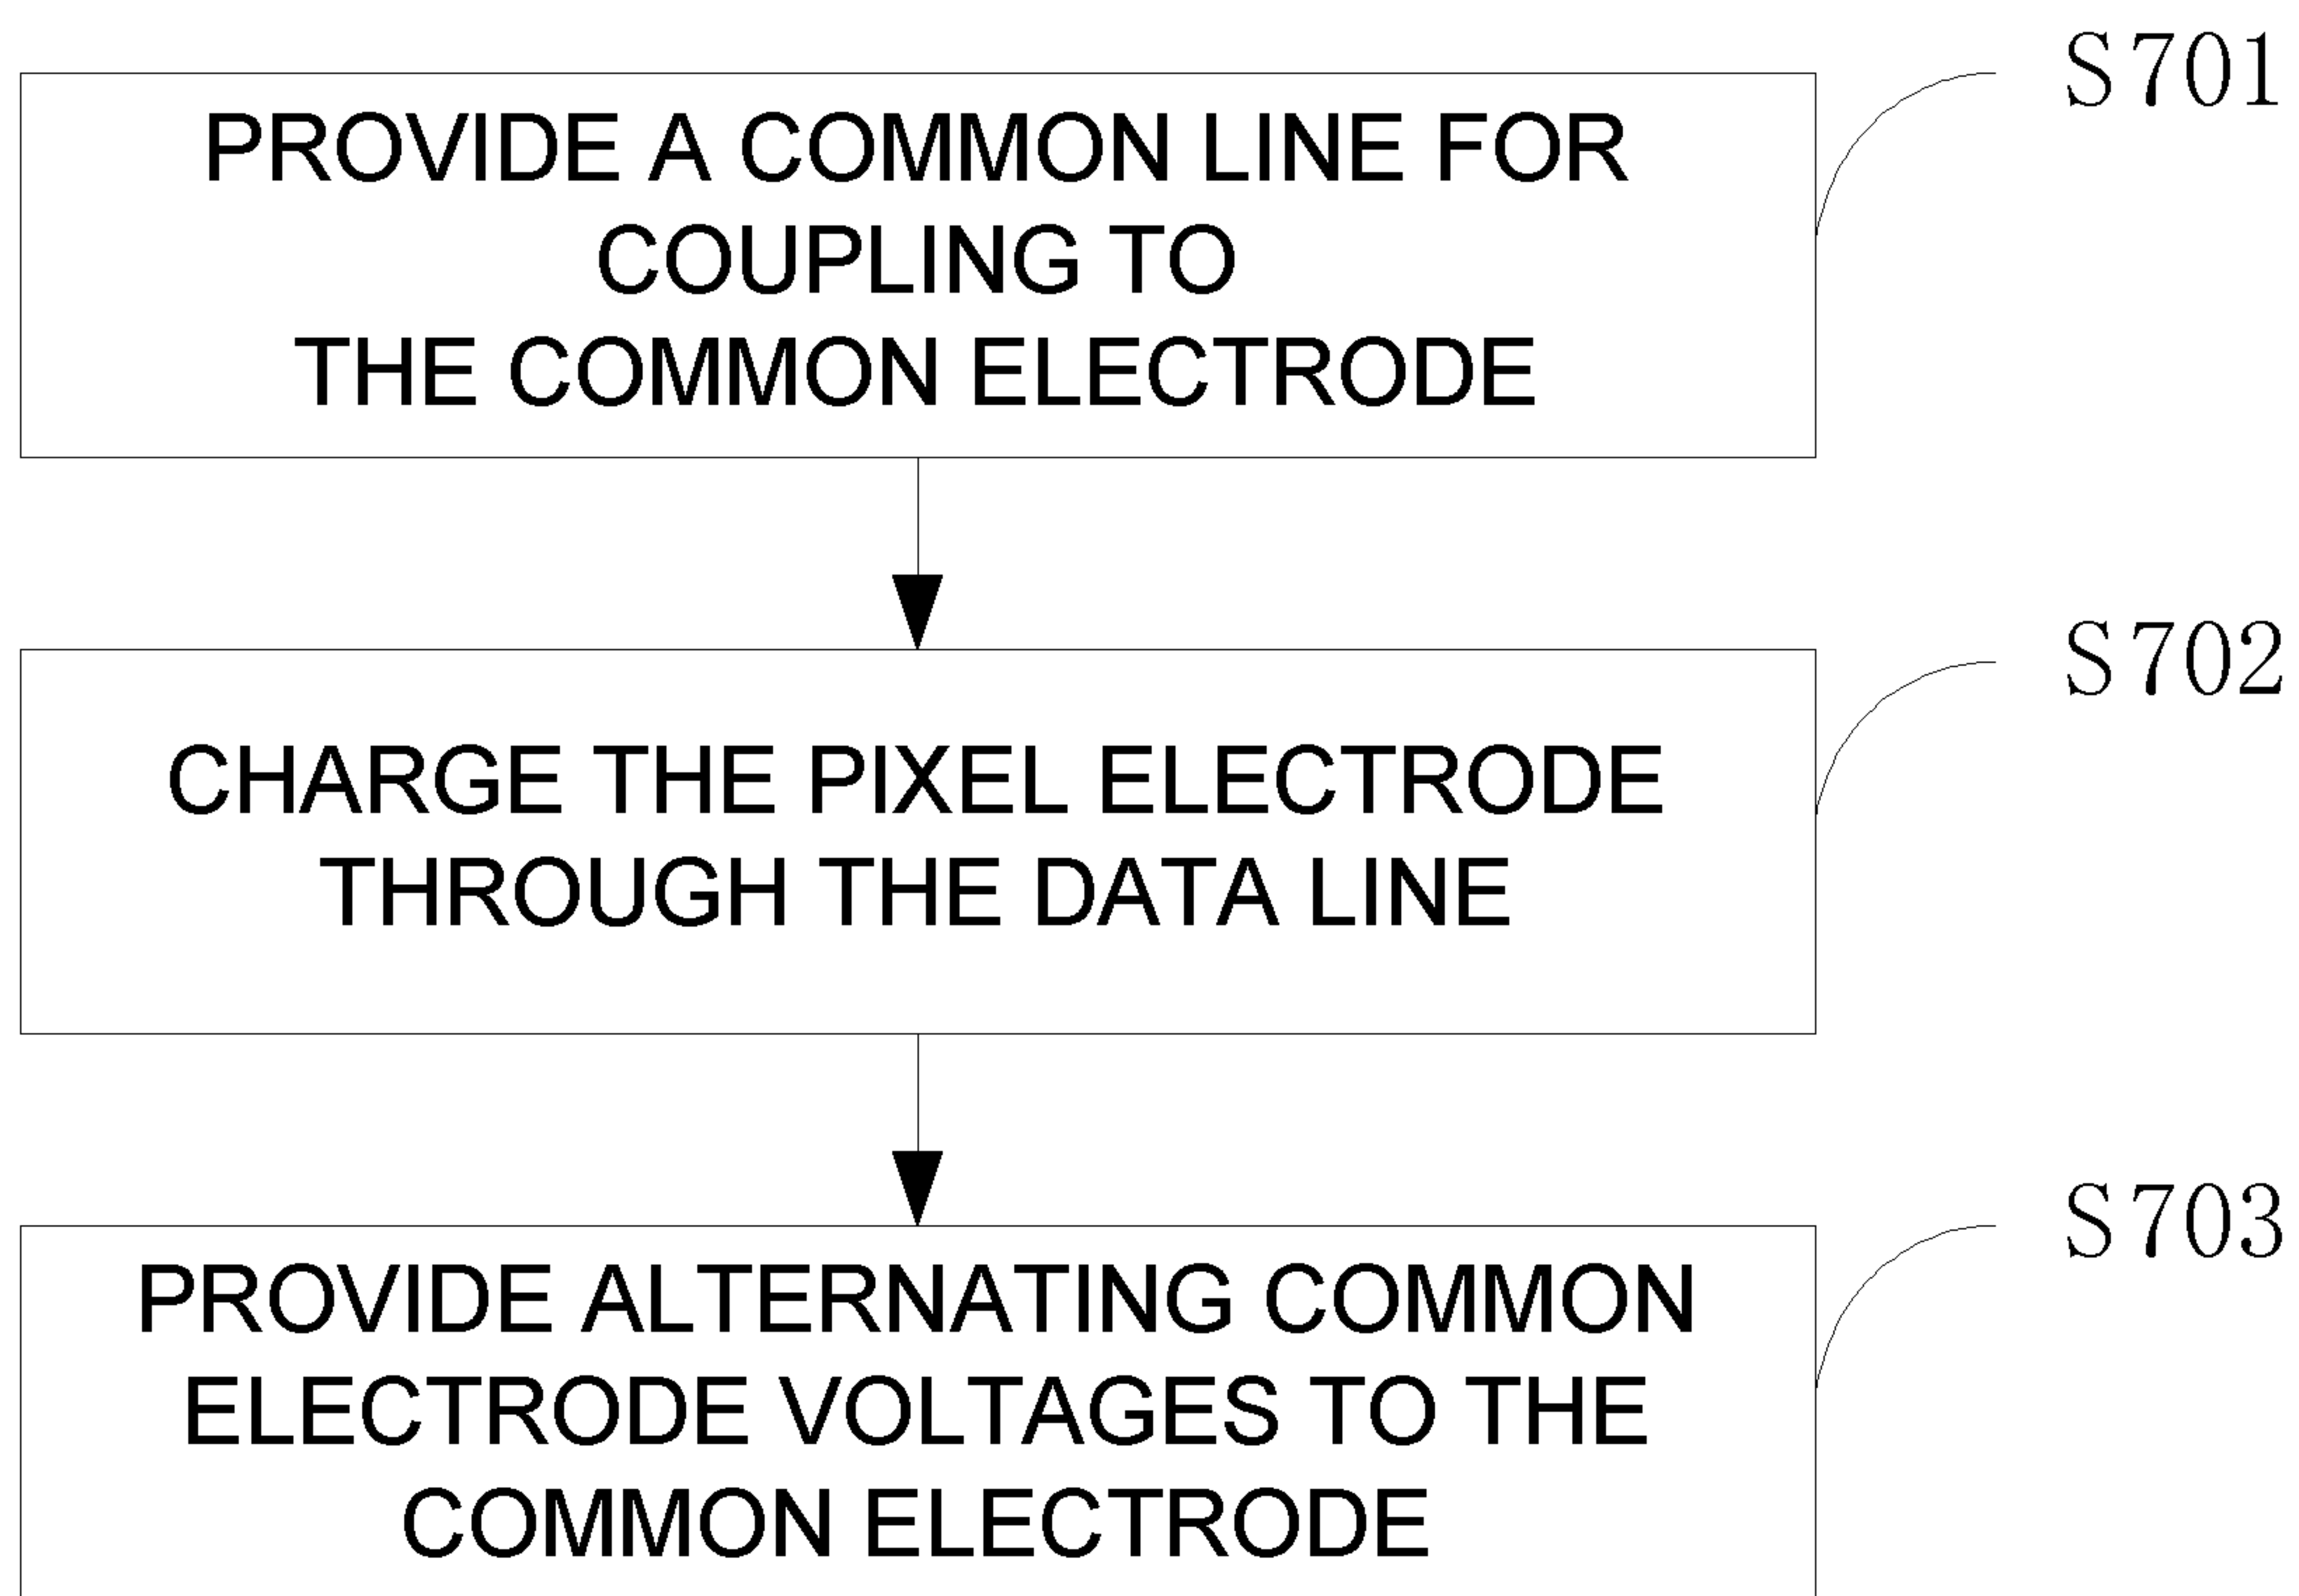 S701
PROVIDE A COMMON LINE FOR
COUPLING TO
THE COMMON ELECTRODE
S702
CHARGE THE PIXEL ELECTRODE
THROUGH THE DATA LINE
S703
PROVIDE ALTERNATING COMMON
ELECTRODE VOLTAGES TO THE
COMMON ELECTRODE